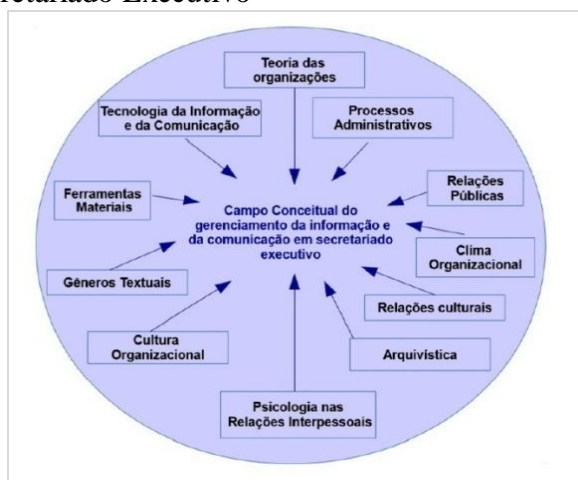 retariado Executivo
Teoria das
organizações
Tecnologia da Informação
e da Comunicação
Processos
Administrativos
Ferramentas
Materiais
Relações
Públicas
Campo Conceitual do
gerenciamento da informação e
da comunicação em secretariado
executivo
Clima
Organizacional
Gêneros Textuais
Relações culturais
Cultura
Organizacional
Arquivística
Psicologia nas
Relações Interpessoais